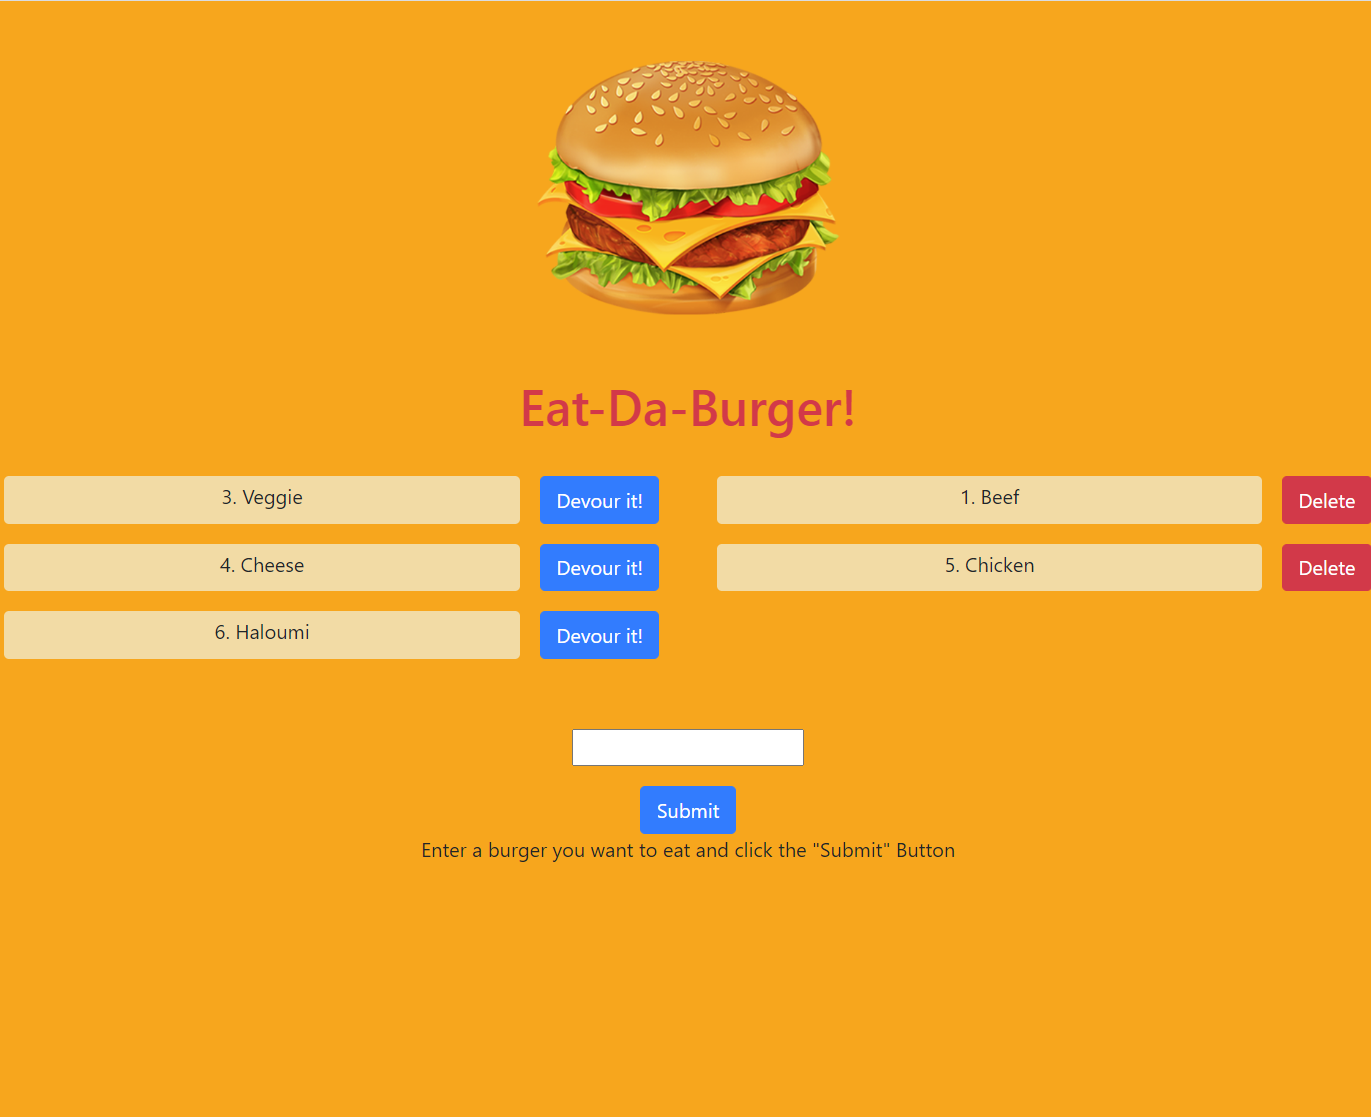 Eat-Da-Burger!
3. Veggie
Devour it!
1. Beef
Delete
4. Cheese
Devour it!
5. Chicken
Delete
6. Haloumi
Devour it!
Submit
Enter a burger you want to eat and click the "Submit" Button